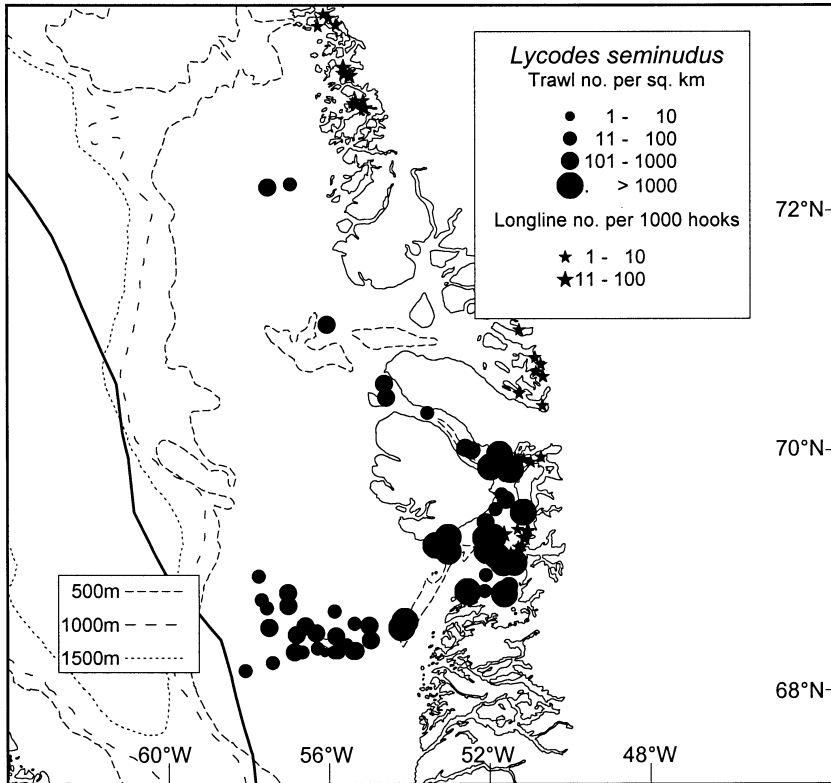 Lycodes seminudus
Trawl no. per sq. km
1 - 10
11 - 100
101 - 1000
. > 1000
Longline no. per 1000 hooks
1 - 10
11 - 100
72°N
70°N
500m
1000m
1500m
68°N
60°W 56°W 52°W 48°W